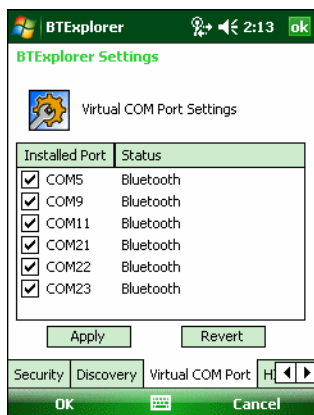 BTExplorer 2:13 ok
BTExplorer Settings
Virtual COM Port Settings
Installed Port Status
COM5 Bluetooth
COM9 Bluetooth
COM11 Bluetooth
COM21 Bluetooth
COM22 Bluetooth
COM23 Bluetooth
Apply Revert
Security Discovery Virtual COM Port
OK Cancel